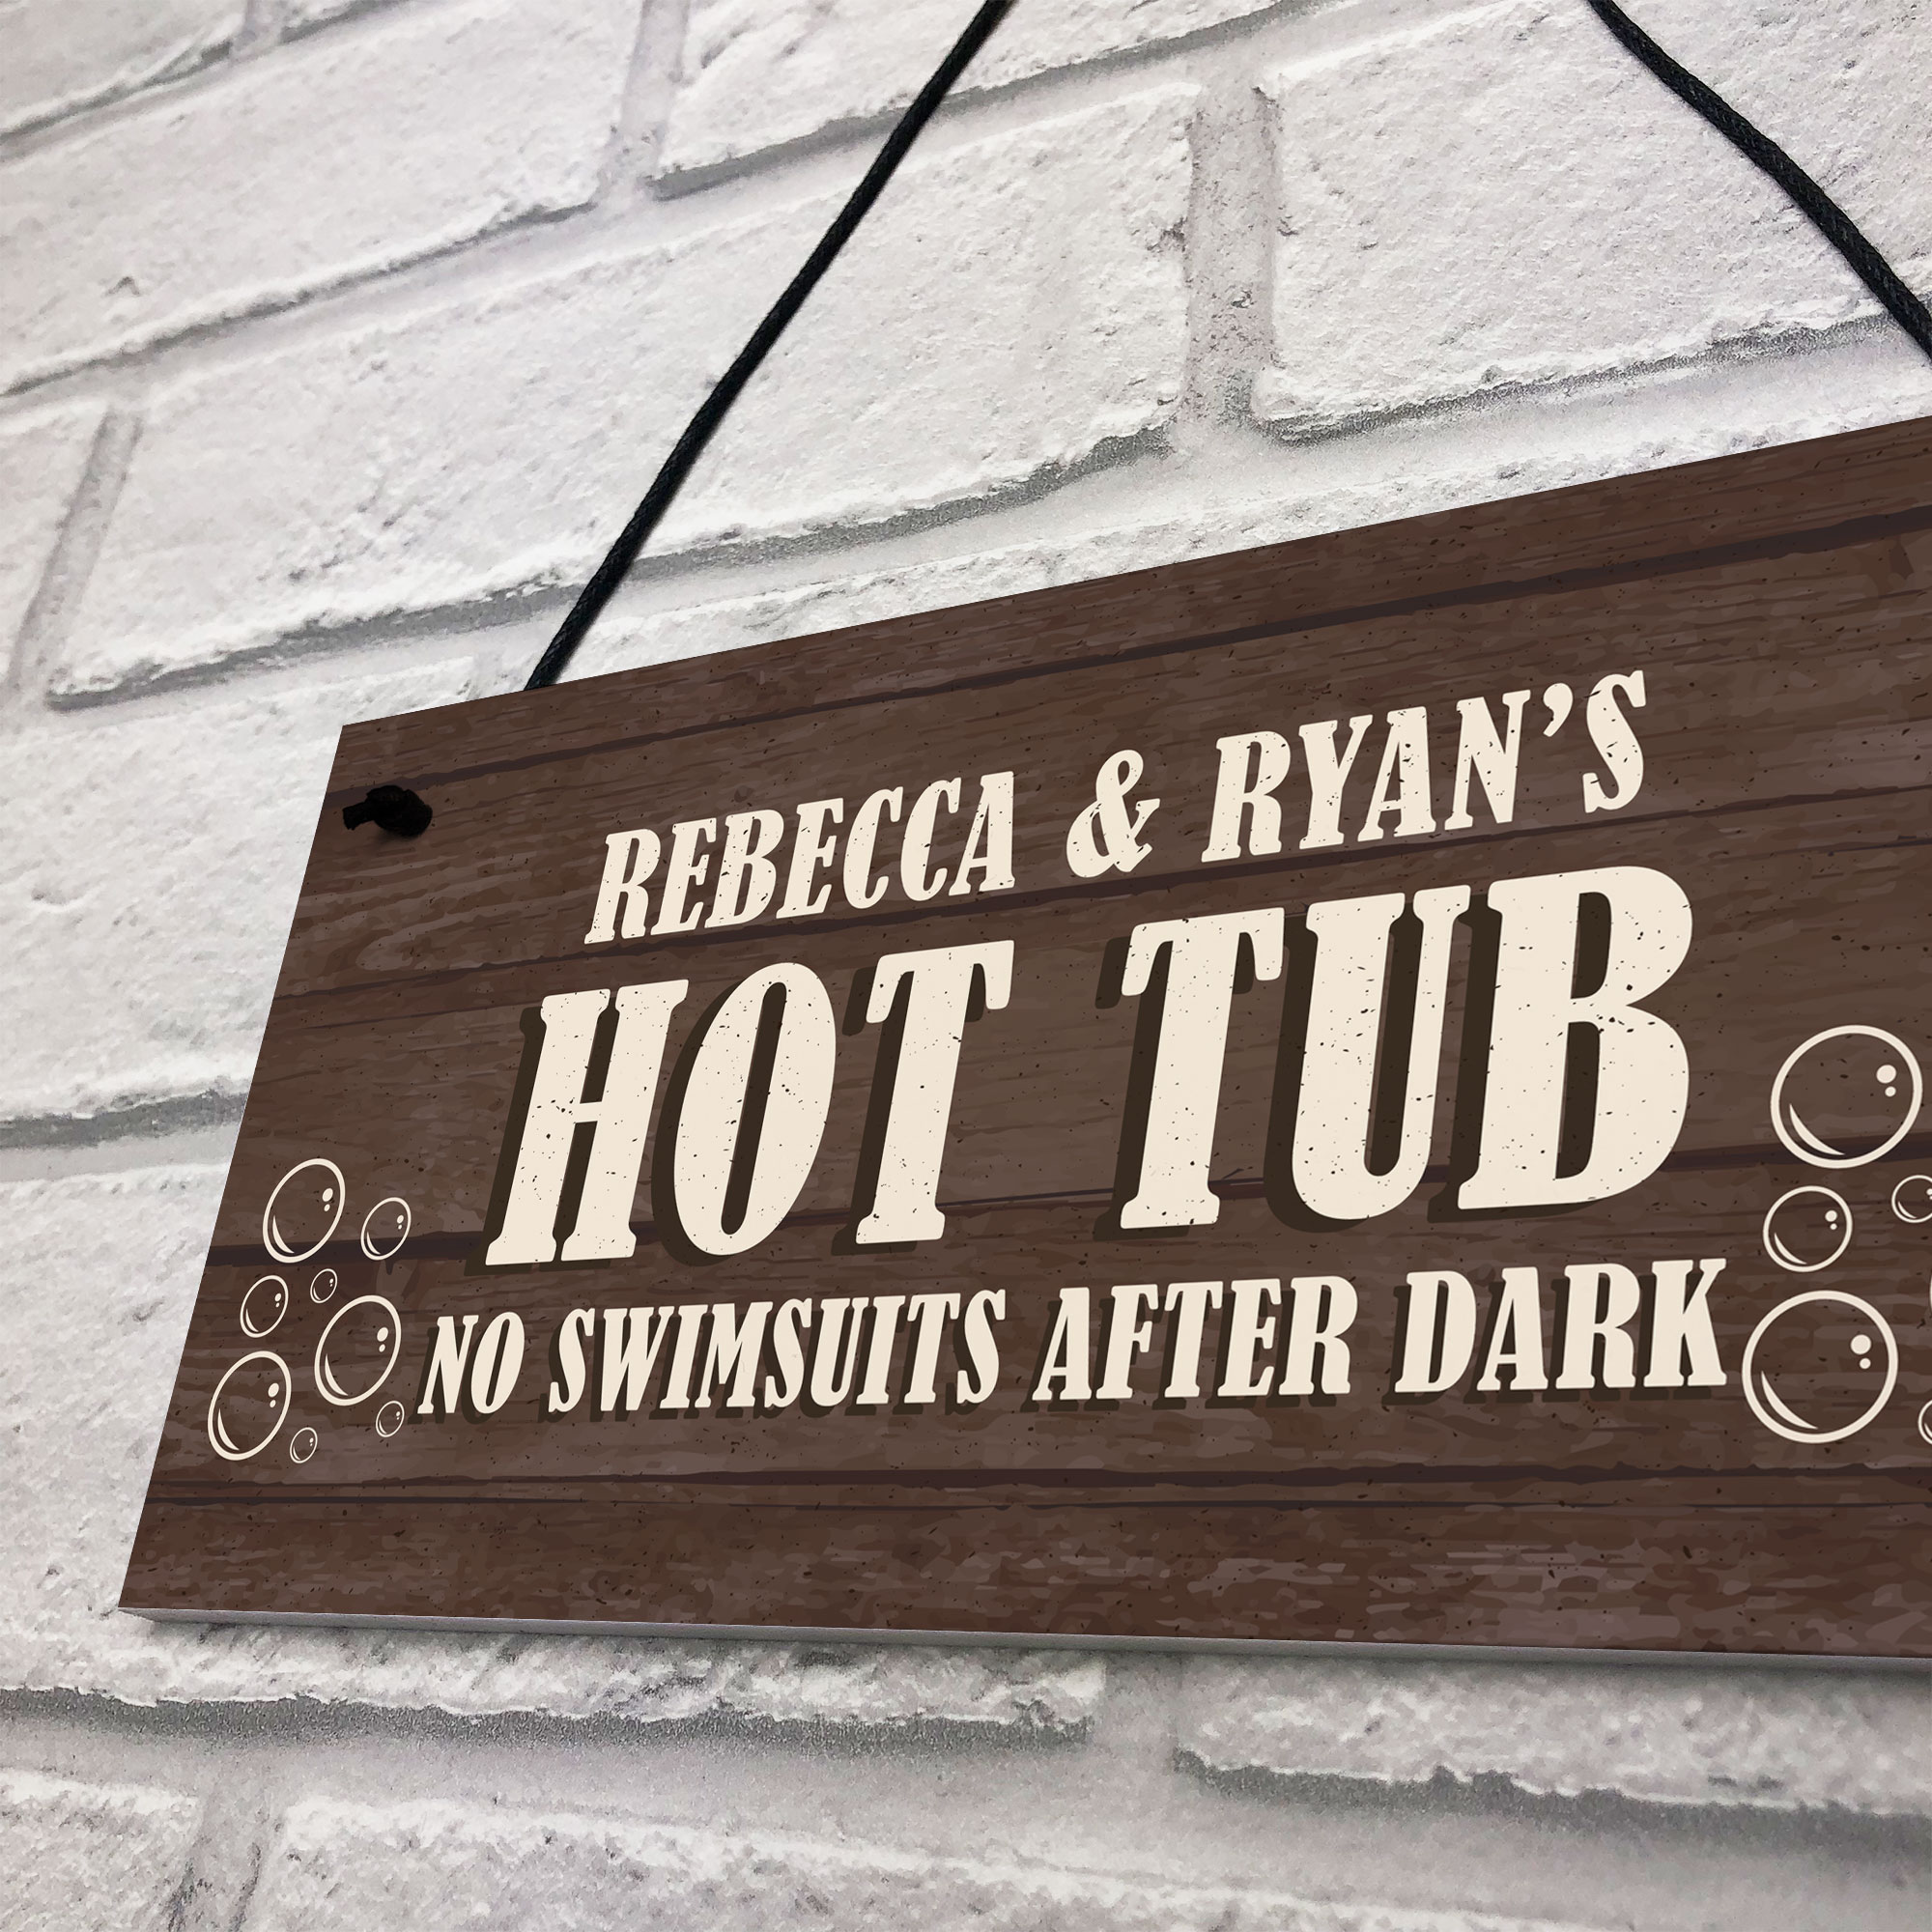 REBECCA & RYAN'S
HOT TUB
NO SWIMSUITS AFTER DARK